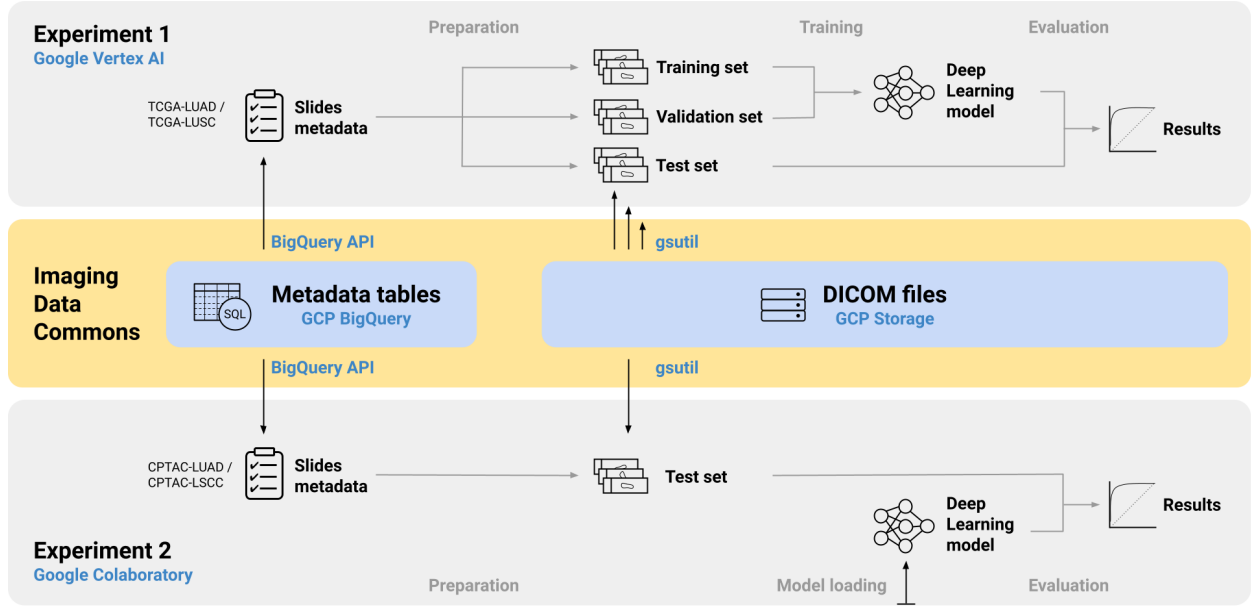 Experiment 1
Google Vertex AI
Preparation
Training
Evaluation
TCGA-LUAD /
TCGA-LUSC
Slides
metadata
Training set
Validation set
Test set
Deep
Learning
model
Results
BigQuery API
gsutil
Imaging
Data
Commons
SQL
Metadata tables
GCP BigQuery
DICOM files
GCP Storage
BigQuery API
gsutil
CPTAC-LUAD /
CPTAC-LSCC
Slides
metadata
Test set
Deep
Learning
model
Results
Experiment 2
Google Colaboratory
Preparation
Model loading
Evaluation